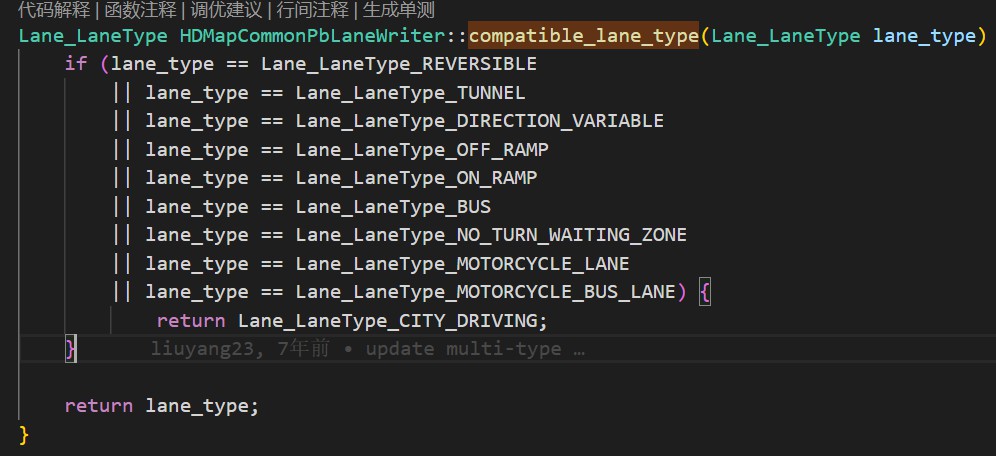 代码解释 | 函数注释 | 调优建议 | 行间注释 | 生成单测
Lane_LaneType HDMapCommonPbLaneWriter::compatible_lane_type(Lane_LaneType lane_type)
    if (lane_type == Lane_LaneType_REVERSIBLE
        || lane_type == Lane_LaneType_TUNNEL
        || lane_type == Lane_LaneType_DIRECTION_VARIABLE
        || lane_type == Lane_LaneType_OFF_RAMP
        || lane_type == Lane_LaneType_ON_RAMP
        || lane_type == Lane_LaneType_BUS
        || lane_type == Lane_LaneType_NO_TURN_WAITING_ZONE
        || lane_type == Lane_LaneType_MOTORCYCLE_LANE
        || lane_type == Lane_LaneType_MOTORCYCLE_BUS_LANE) {
            return Lane_LaneType_CITY_DRIVING;
    } liuyang23, 7年前 • update multi-type …
    return lane_type;
}